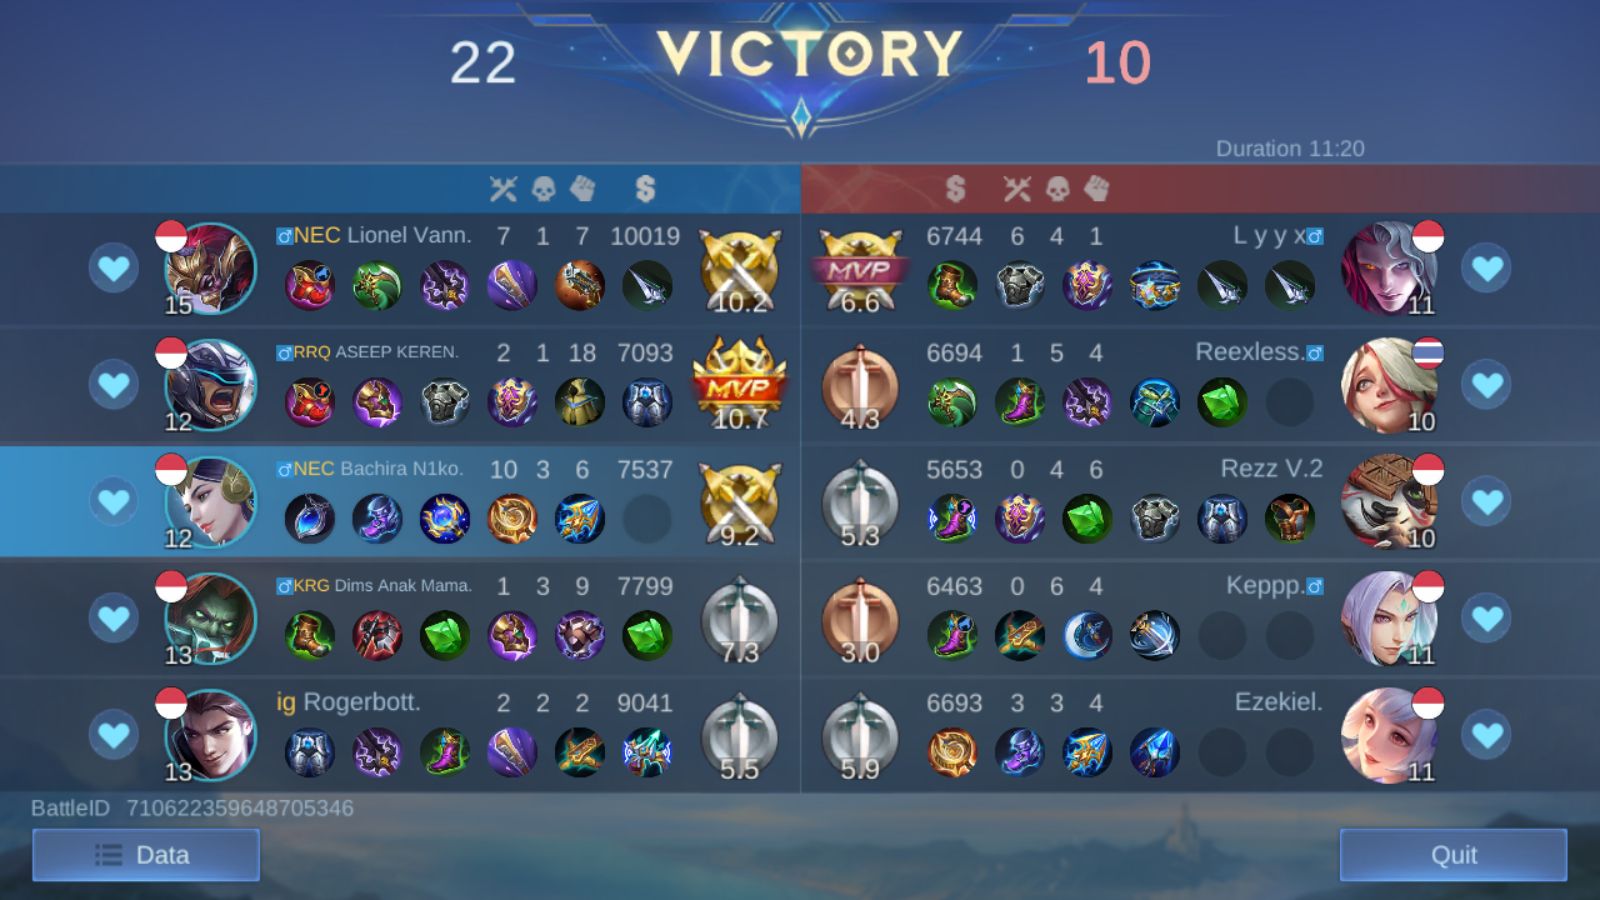 22 VICTORY 10
Duration 11:20
♂NEC Lionel Vann. 7 1 7 10019
15 10.2
MVP 6744 6 4 1 L y y x♂
6.6 11
♂RRQ ASEEP KEREN. 2 1 18 7093
12 MVP 10.7
6694 1 5 4 Reexless.♂
4.3 10
♂NEC Bachira N1ko. 10 3 6 7537
12 9.2
5653 0 4 6 Rezz V.2
5.3 10
♂KRG Dims Anak Mama. 1 3 9 7799
13 7.3
6463 0 6 4 Keppp.♂
3.0 11
ig Rogerbott. 2 2 2 9041
13 5.5
6693 3 3 4 Ezekiel.
5.9 11
BattleID 710622359648705346
Data
Quit